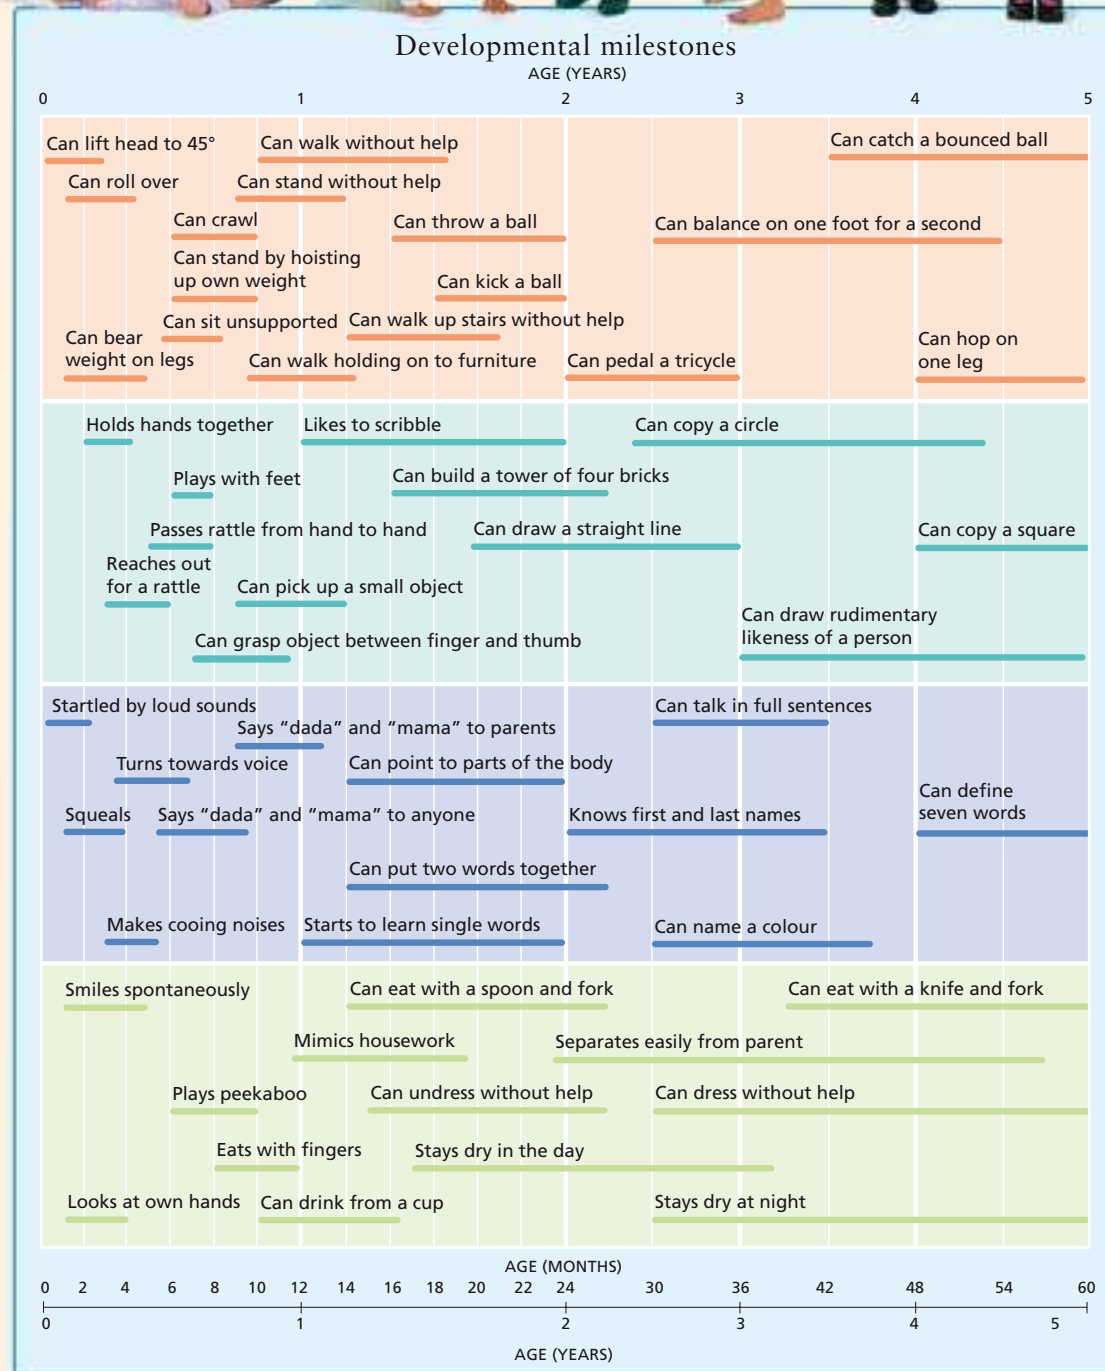 Developmental milestones
AGE (YEARS)
0 1 2 3 4 5
Can lift head to 45°
Can walk without help
Can catch a bounced ball
Can roll over
Can stand without help
Can crawl
Can throw a ball
Can balance on one foot for a second
Can stand by hoisting
up own weight
Can kick a ball
Can sit unsupported
Can walk up stairs without help
Can bear
weight on legs
Can walk holding on to furniture
Can pedal a tricycle
Can hop on
one leg
Holds hands together
Likes to scribble
Can copy a circle
Plays with feet
Can build a tower of four bricks
Passes rattle from hand to hand
Can draw a straight line
Can copy a square
Reaches out
for a rattle
Can pick up a small object
Can draw rudimentary
likeness of a person
Can grasp object between finger and thumb
Startled by loud sounds
Can talk in full sentences
Says “dada” and “mama” to parents
Turns towards voice
Can point to parts of the body
Can define
seven words
Squeals
Says “dada” and “mama” to anyone
Knows first and last names
Can put two words together
Makes cooing noises
Starts to learn single words
Can name a colour
Smiles spontaneously
Can eat with a spoon and fork
Can eat with a knife and fork
Mimics housework
Separates easily from parent
Plays peekaboo
Can undress without help
Can dress without help
Eats with fingers
Stays dry in the day
Looks at own hands
Can drink from a cup
Stays dry at night
AGE (MONTHS)
0 2 4 6 8 10 12 14 16 18 20 22 24 30 36 42 48 54 60
0 1 2 3 4 5
AGE (YEARS)